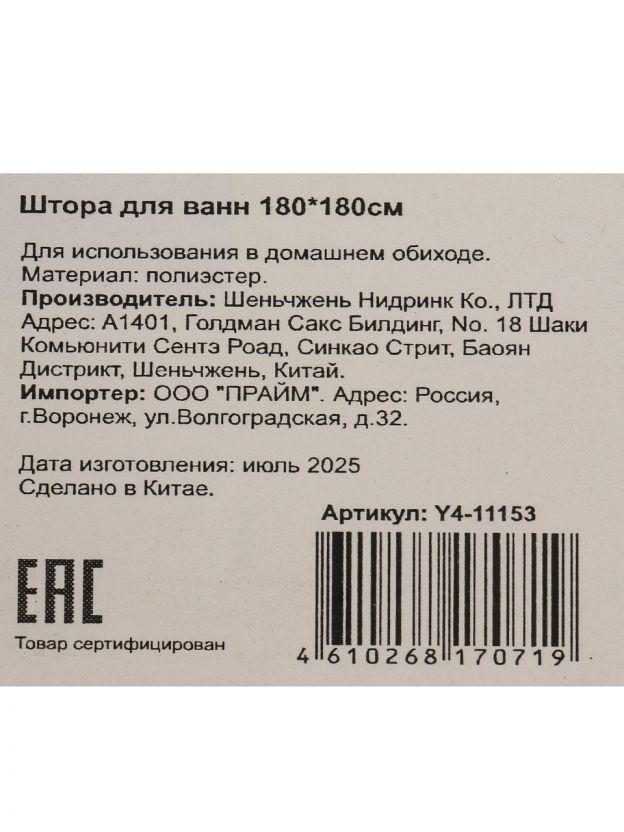 Штора для ванн 180*180см
Для использования в домашнем обиходе.
Материал: полиэстер.
Производитель: Шеньчжень Нидринк Ко., ЛТД
Адрес: А1401, Голдман Сакс Билдинг, No. 18 Шаки
Комьюнити Сентэ Роад, Синкао Стрит, Баоян
Дистрикт, Шеньчжень, Китай.
Импортер: ООО "ПРАЙМ". Адрес: Россия,
г.Воронеж, ул.Волгоградская, д.32.
Дата изготовления: июль 2025
Сделано в Китае.
Артикул: Y4-11153
EAC
Товар сертифицирован
4 610268 170719